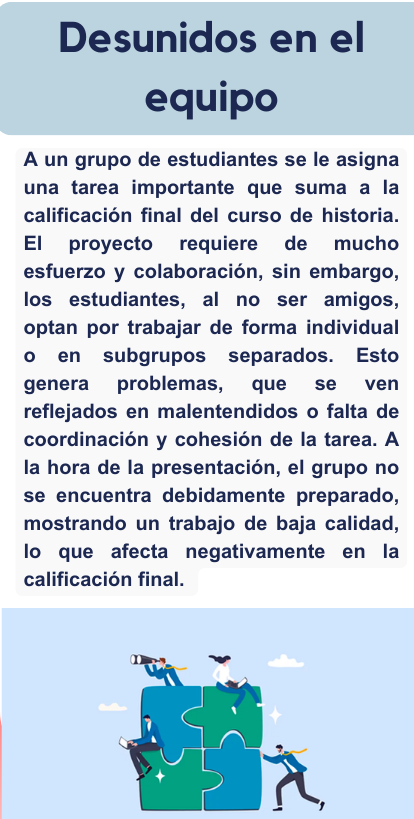 Desunidos en el
equipo
A un grupo de estudiantes se le asigna
una tarea importante que suma a la
calificación final del curso de historia.
El proyecto requiere de mucho
esfuerzo y colaboración, sin embargo,
los estudiantes, al no ser amigos,
optan por trabajar de forma individual
o en subgrupos separados. Esto
genera problemas, que se ven
reflejados en malentendidos o falta de
coordinación y cohesión de la tarea. A
la hora de la presentación, el grupo no
se encuentra debidamente preparado,
mostrando un trabajo de baja calidad,
lo que afecta negativamente en la
calificación final.